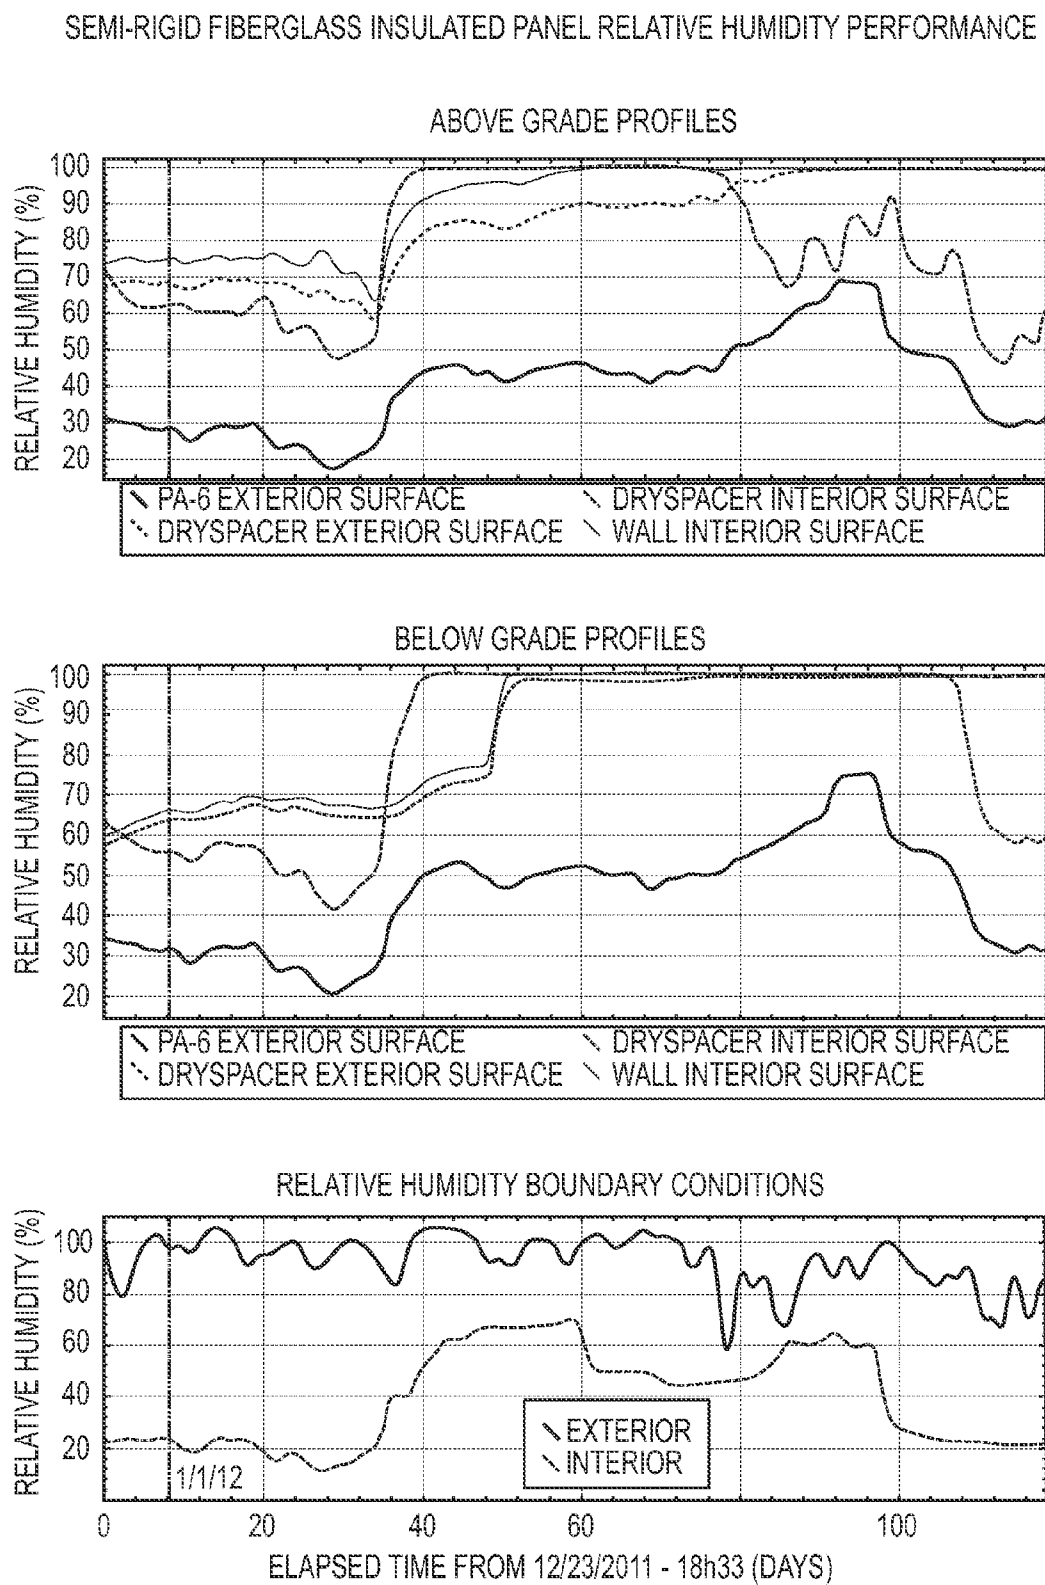 SEMI-RIGID FIBERGLASS INSULATED PANEL RELATIVE HUMIDITY PERFORMANCE
ABOVE GRADE PROFILES
RELATIVE HUMIDITY (%)
100
90
80
70
60
50
40
30
20
PA-6 EXTERIOR SURFACE
DRYSPACER INTERIOR SURFACE
DRYSPACER EXTERIOR SURFACE
WALL INTERIOR SURFACE
BELOW GRADE PROFILES
RELATIVE HUMIDITY (%)
100
90
80
70
60
50
40
30
20
PA-6 EXTERIOR SURFACE
DRYSPACER INTERIOR SURFACE
DRYSPACER EXTERIOR SURFACE
WALL INTERIOR SURFACE
RELATIVE HUMIDITY BOUNDARY CONDITIONS
RELATIVE HUMIDITY (%)
100
80
60
40
20
EXTERIOR
INTERIOR
1/1/12
0 20 40 60 80 100
ELAPSED TIME FROM 12/23/2011 - 18h33 (DAYS)